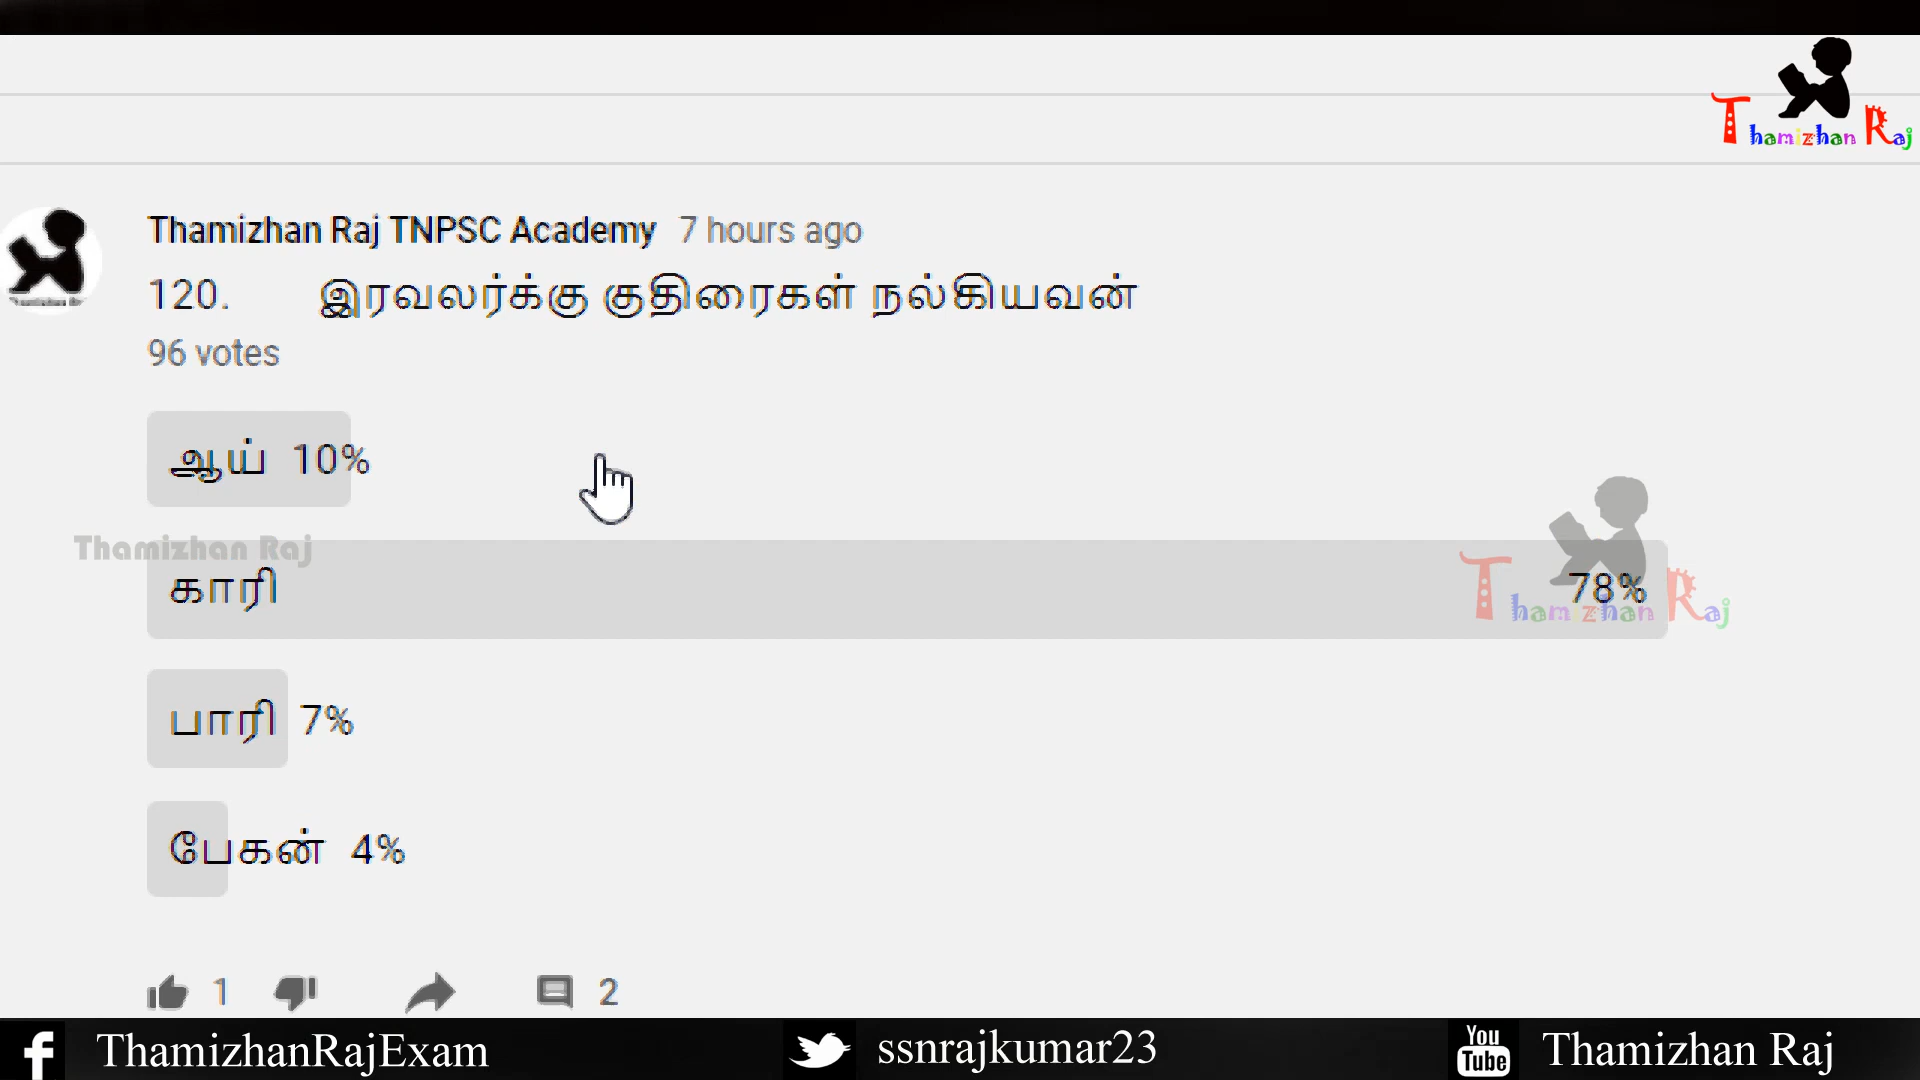 Thamizhan Raj
Thamizhan Raj TNPSC Academy 7 hours ago
120. இரவலர்க்கு குதிரைகள் நல்கியவன்
96 votes
ஆய் 10%
Thamizhan Raj
காரி 78%
Thamizhan Raj
பாரி 7%
பேகன் 4%
1 2
ThamizhanRajExam ssnrajkumar23 You Tube Thamizhan Raj